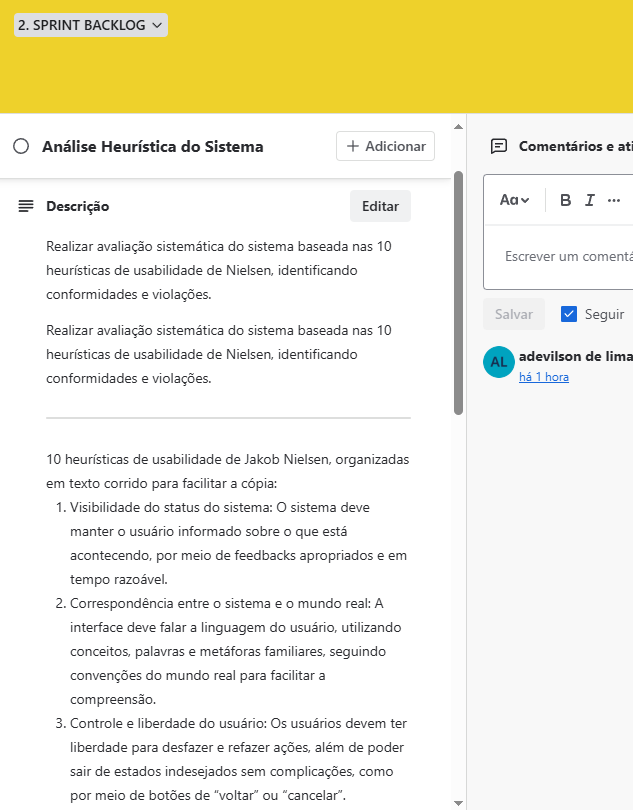 2. SPRINT BACKLOG
Análise Heurística do Sistema
Adicionar
Descrição
Editar
Realizar avaliação sistemática do sistema baseada nas 10
heurísticas de usabilidade de Nielsen, identificando
conformidades e violações.
Realizar avaliação sistemática do sistema baseada nas 10
heurísticas de usabilidade de Nielsen, identificando
conformidades e violações.
10 heurísticas de usabilidade de Jakob Nielsen, organizadas
em texto corrido para facilitar a cópia:
1. Visibilidade do status do sistema: O sistema deve
manter o usuário informado sobre o que está
acontecendo, por meio de feedbacks apropriados e em
tempo razoável.
2. Correspondência entre o sistema e o mundo real: A
interface deve falar a linguagem do usuário, utilizando
conceitos, palavras e metáforas familiares, seguindo
convenções do mundo real para facilitar a
compreensão.
3. Controle e liberdade do usuário: Os usuários devem ter
liberdade para desfazer e refazer ações, além de poder
sair de estados indesejados sem complicações, como
por meio de botões de “voltar” ou “cancelar”.
Comentários e ati
Aa B I ···
Escrever um comentá
Salvar
Seguir
AL
adevilson de lima
há 1 hora